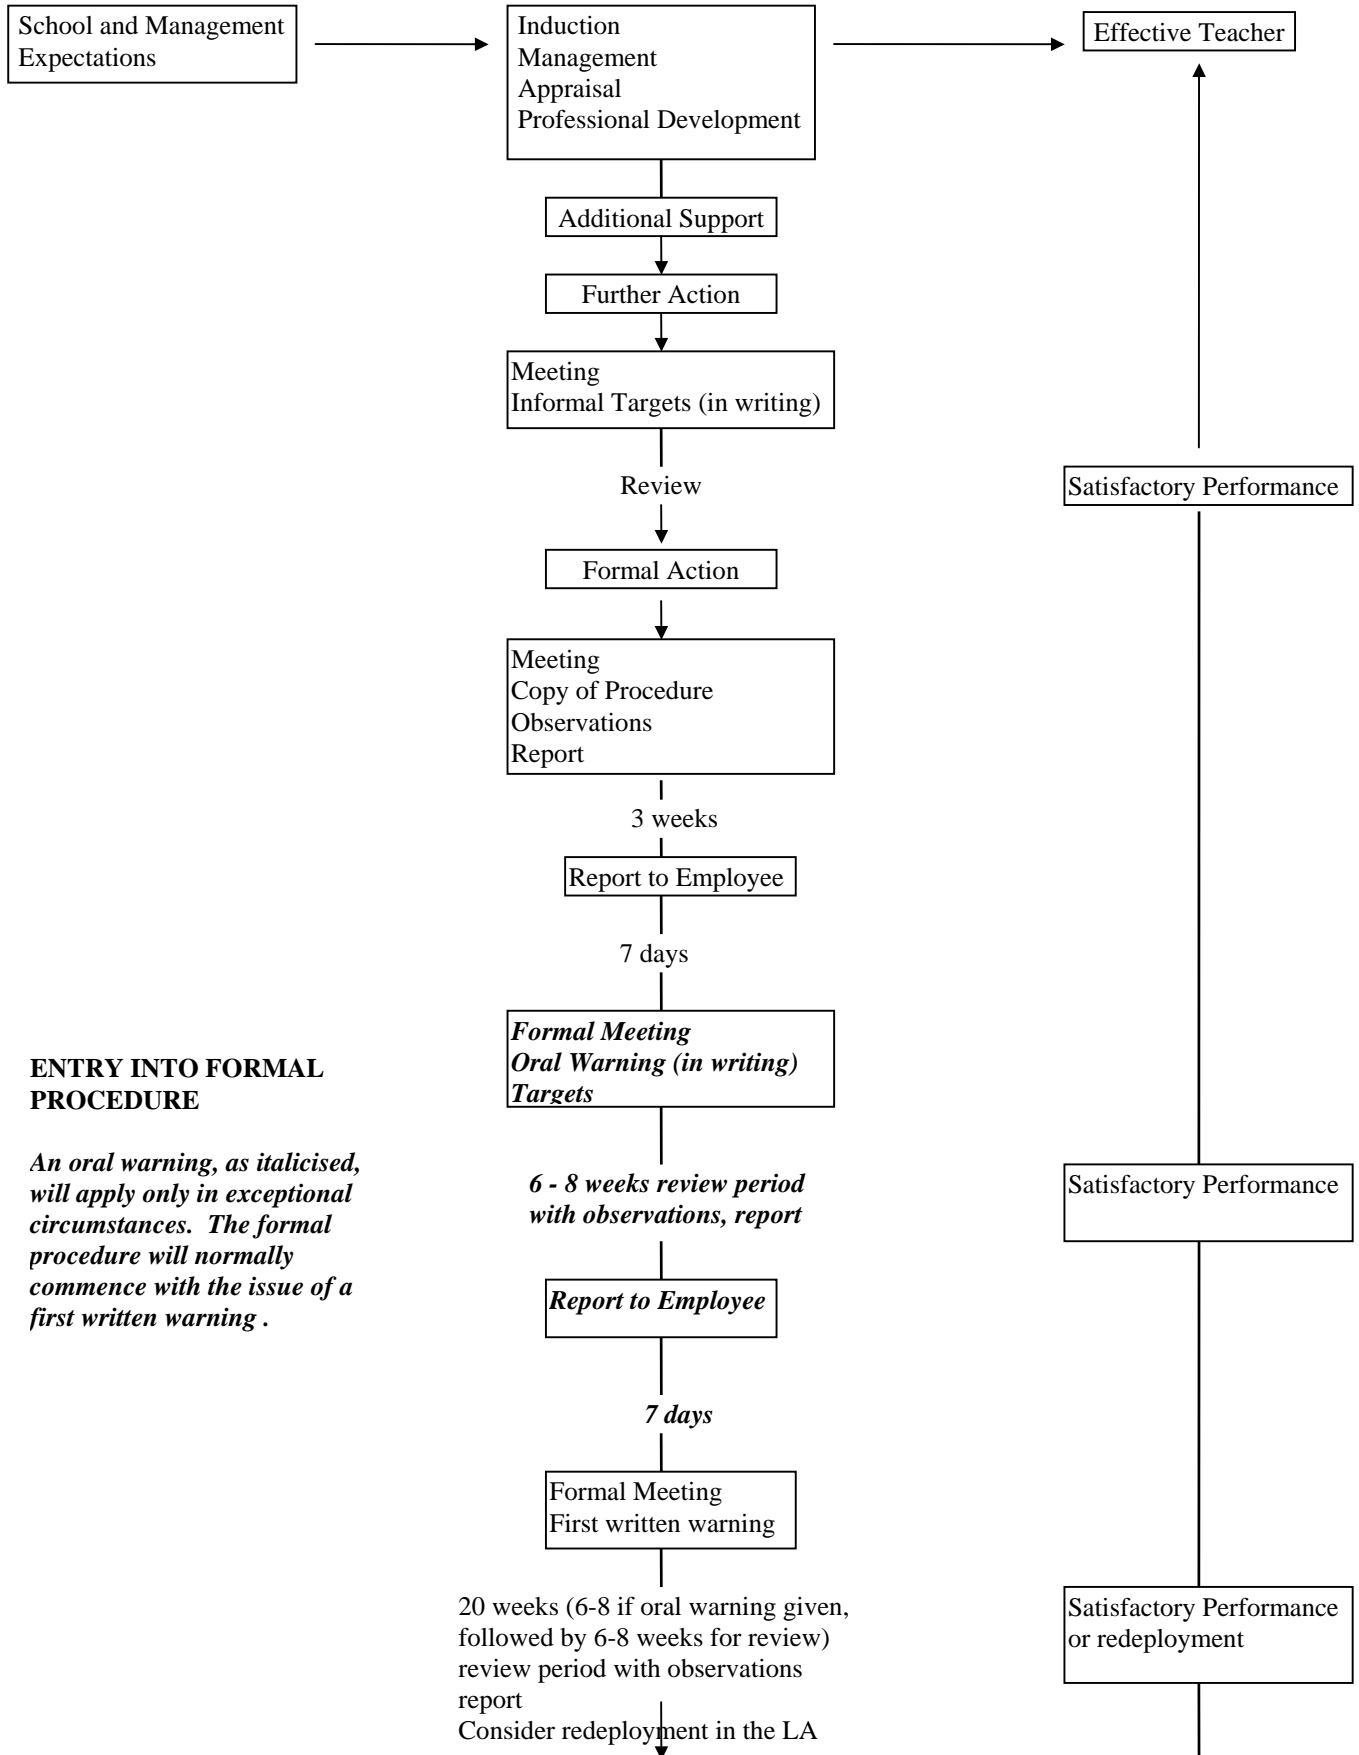 School and Management
Expectations
Induction
Management
Appraisal
Professional Development
Effective Teacher
Additional Support
Further Action
Meeting
Informal Targets (in writing)
Review
Satisfactory Performance
Formal Action
Meeting
Copy of Procedure
Observations
Report
3 weeks
Report to Employee
7 days
Formal Meeting
Oral Warning (in writing)
Targets
ENTRY INTO FORMAL
PROCEDURE
An oral warning, as italicised,
will apply only in exceptional
circumstances.  The formal
procedure will normally
commence with the issue of a
first written warning .
6 - 8 weeks review period
with observations, report
Satisfactory Performance
Report to Employee
7 days
Formal Meeting
First written warning
20 weeks (6-8 if oral warning given,
followed by 6-8 weeks for review)
review period with observations
report
Consider redeployment in the LA
Satisfactory Performance
or redeployment